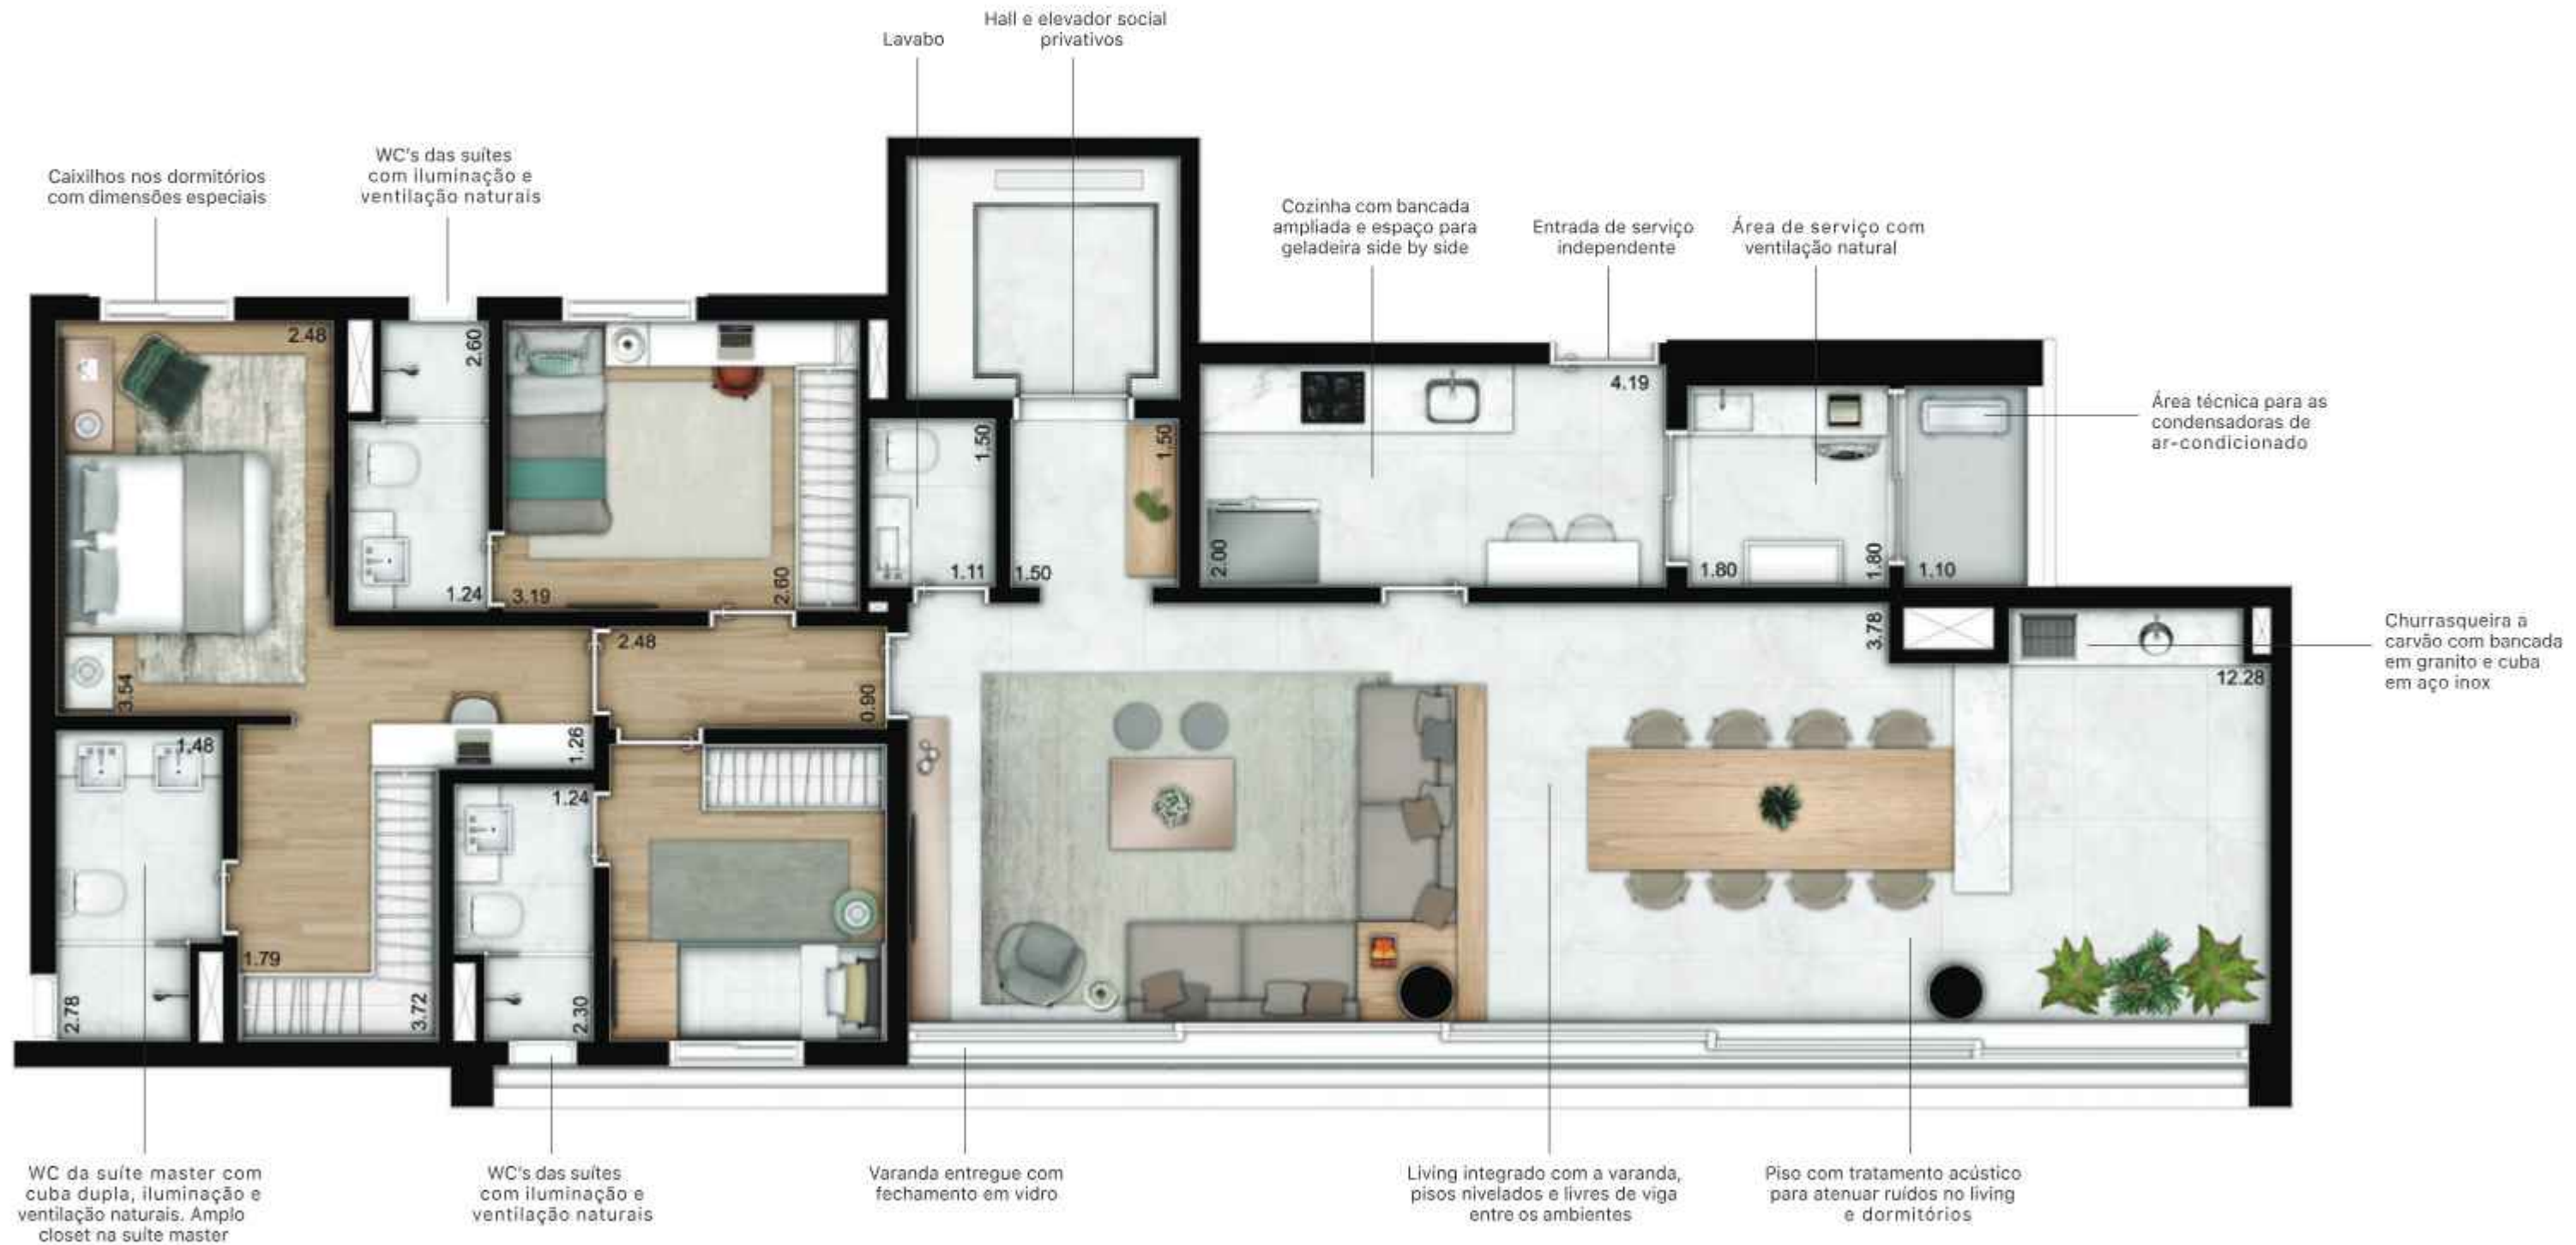 Hall e elevador social
privativos
Lavabo
WC's das suítes
com iluminação e
ventilação naturais
Caixilhos nos dormitórios
com dimensões especiais
Cozinha com bancada
ampliada e espaço para
geladeira side by side
Entrada de serviço
independente
Área de serviço com
ventilação natural
Área técnica para as
condensadoras de
ar-condicionado
Churrasqueira a
carvão com bancada
em granito e cuba
em aço inox
2.48
2.60
4.19
1.50
1.50
2.00
1.80
1.80
1.10
1.11
1.50
1.24
3.19
2.60
2.48
3.78
12.28
3.54
0.90
1.26
1.48
1.24
1.79
2.78
3.72
2.30
WC da suíte master com
cuba dupla, iluminação e
ventilação naturais. Amplo
closet na suíte master
WC's das suítes
com iluminação e
ventilação naturais
Varanda entregue com
fechamento em vidro
Living integrado com a varanda,
pisos nivelados e livres de viga
entre os ambientes
Piso com tratamento acústico
para atenuar ruídos no living
e dormitórios